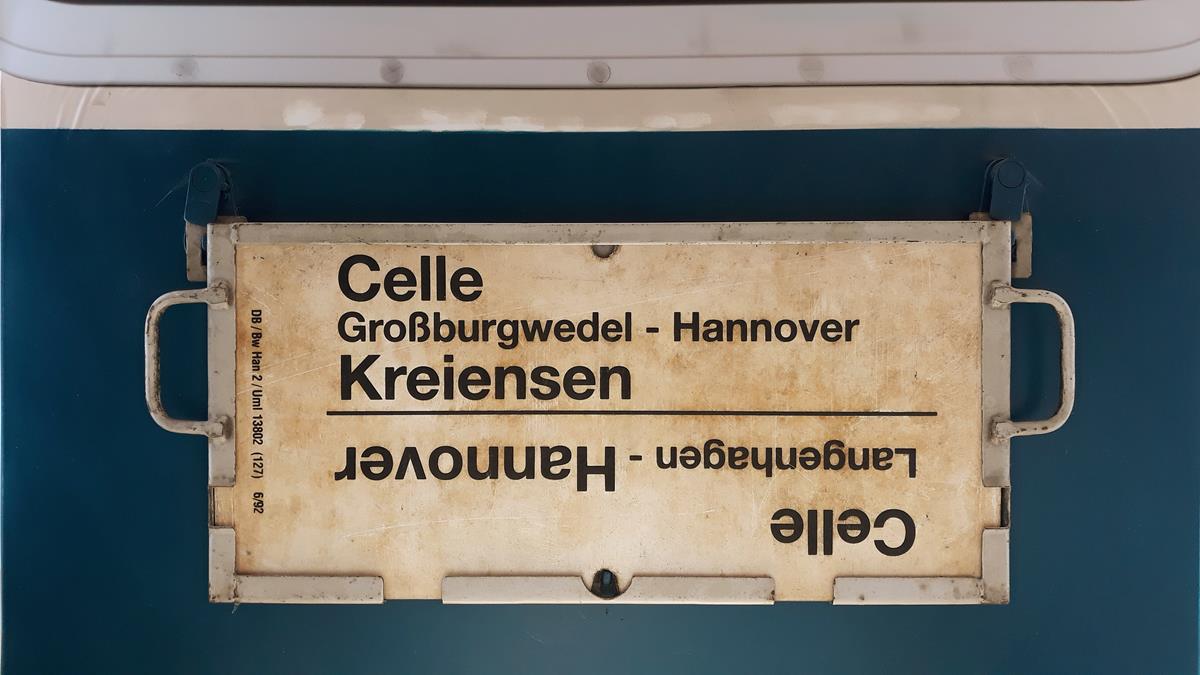 Celle
Großburgwedel - Hannover
Kreiensen
Celle
Langenhagen - Hannover
DB / Bw Han 2 / Uml 13802 (127) 6/92